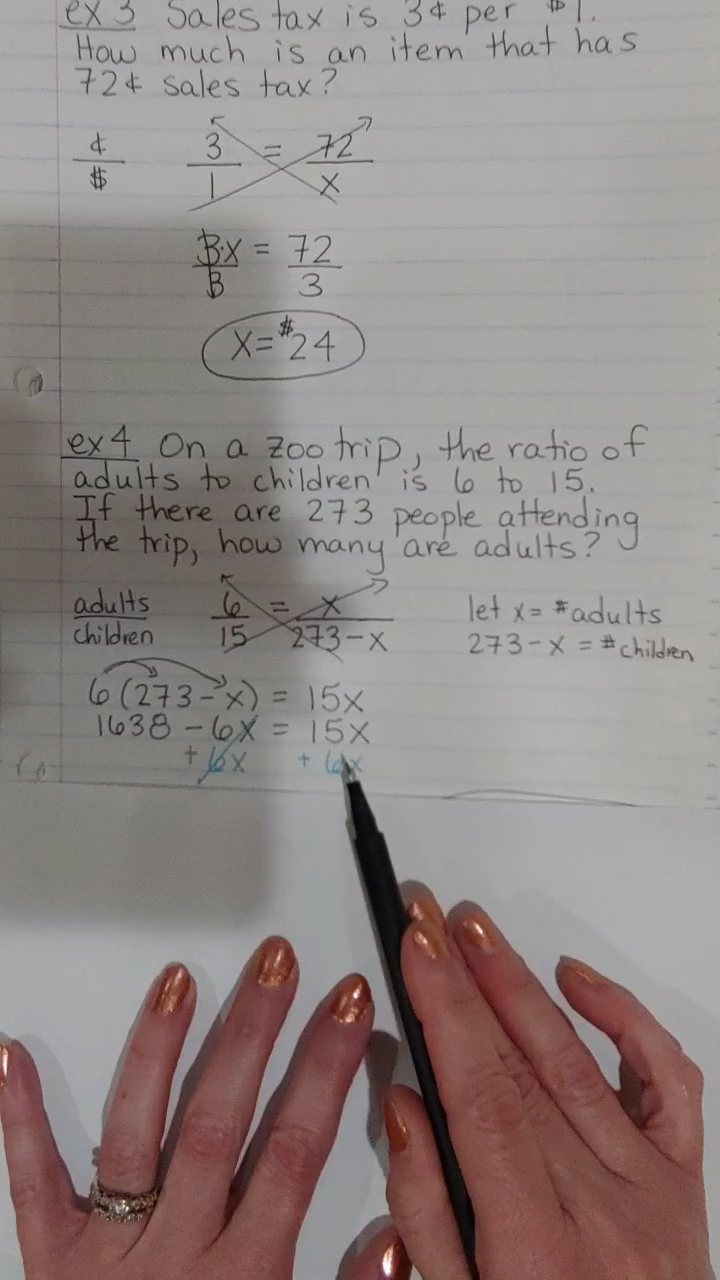 ex 3 Sales tax is 3¢ per $1.
How much is an item that has
72¢ sales tax?
¢/$ 3/1 = 72/x
3·x/3 = 72/3
x=$24
ex 4 On a zoo trip, the ratio of
adults to children is 6 to 15.
If there are 273 people attending
the trip, how many are adults?
adults/children 6/15 = x/273-x
let x = #adults
273-x = #children
6(273-x) = 15x
1638 - 6x = 15x
+ 6x + 6x